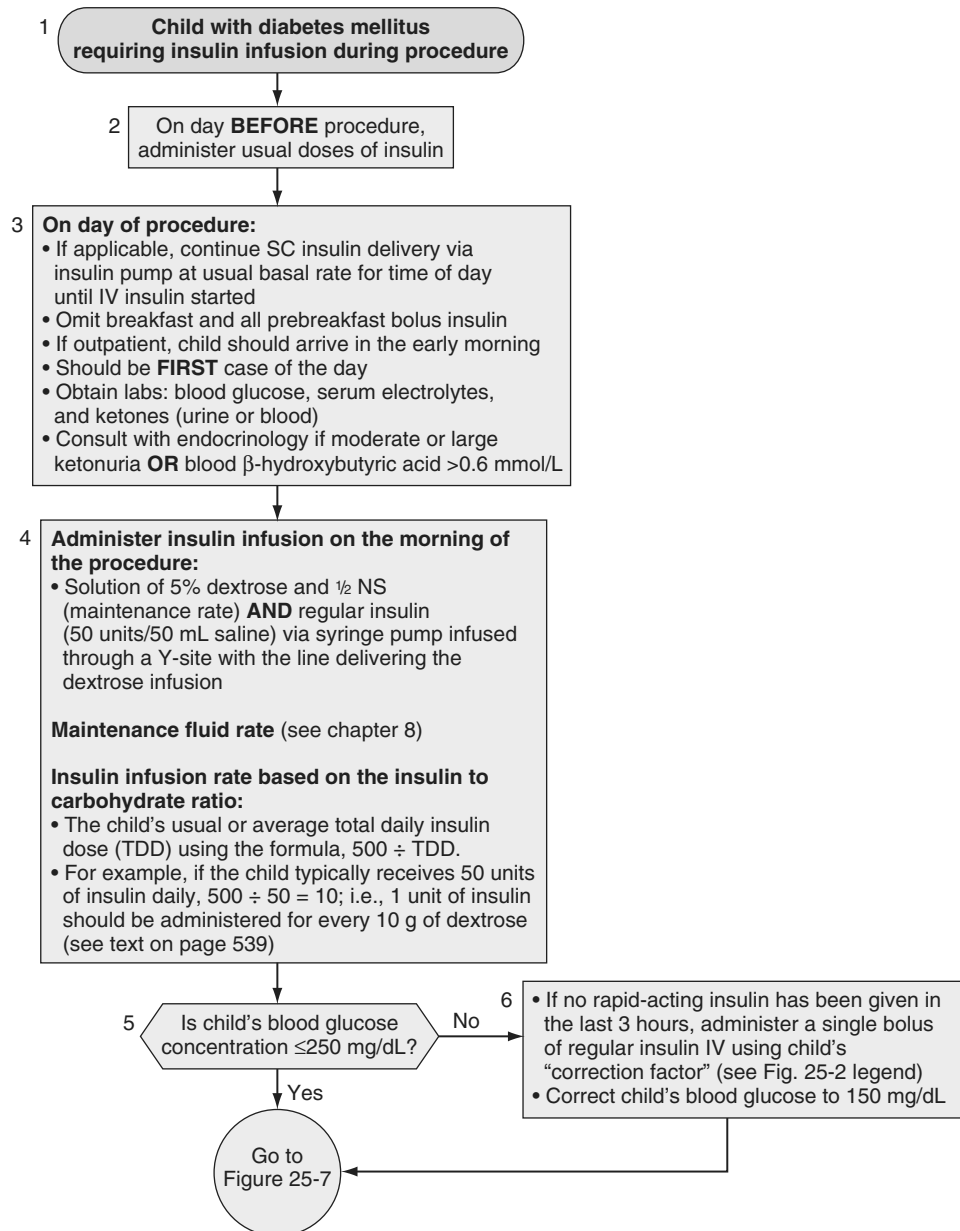 1
Child with diabetes mellitus
requiring insulin infusion during procedure
2
On day BEFORE procedure,
administer usual doses of insulin
3
On day of procedure:
• If applicable, continue SC insulin delivery via
insulin pump at usual basal rate for time of day
until IV insulin started
• Omit breakfast and all prebreakfast bolus insulin
• If outpatient, child should arrive in the early morning
• Should be FIRST case of the day
• Obtain labs: blood glucose, serum electrolytes,
and ketones (urine or blood)
• Consult with endocrinology if moderate or large
ketonuria OR blood β-hydroxybutyric acid >0.6 mmol/L
4
Administer insulin infusion on the morning of
the procedure:
• Solution of 5% dextrose and ½ NS
(maintenance rate) AND regular insulin
(50 units/50 mL saline) via syringe pump infused
through a Y-site with the line delivering the
dextrose infusion
Maintenance fluid rate (see chapter 8)
Insulin infusion rate based on the insulin to
carbohydrate ratio:
• The child's usual or average total daily insulin
dose (TDD) using the formula, 500 ÷ TDD.
• For example, if the child typically receives 50 units
of insulin daily, 500 ÷ 50 = 10; i.e., 1 unit of insulin
should be administered for every 10 g of dextrose
(see text on page 539)
5
Is child's blood glucose
concentration ≤250 mg/dL?
No
6
• If no rapid-acting insulin has been given in
the last 3 hours, administer a single bolus
of regular insulin IV using child's
“correction factor” (see Fig. 25-2 legend)
• Correct child's blood glucose to 150 mg/dL
Yes
Go to
Figure 25-7